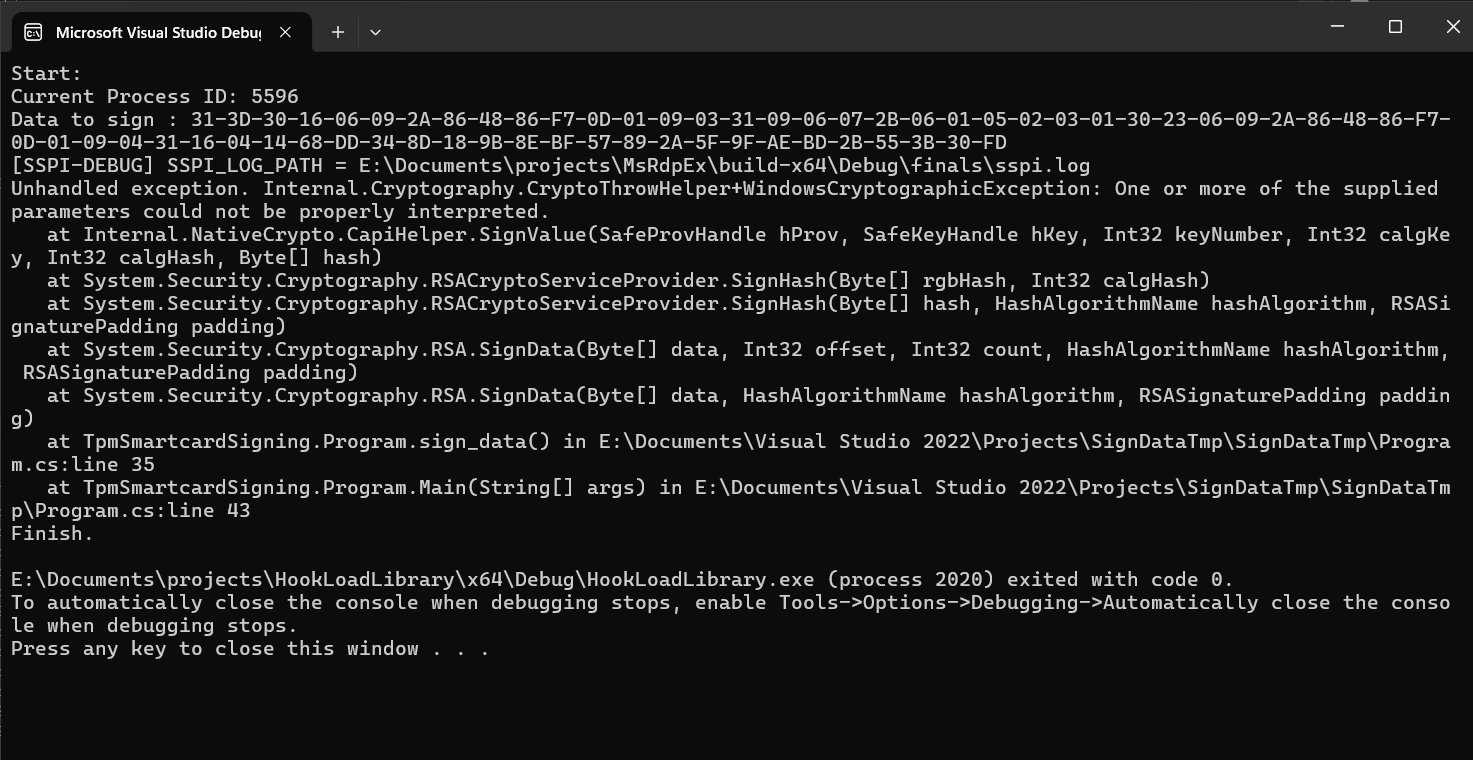 Microsoft Visual Studio Debu
Start:
Current Process ID: 5596
Data to sign : 31-3D-30-16-06-09-2A-86-48-86-F7-0D-01-09-03-31-09-06-07-2B-06-01-05-02-03-01-30-23-06-09-2A-86-48-86-F7-
0D-01-09-04-31-16-04-14-68-DD-34-8D-18-9B-8E-BF-57-89-2A-5F-9F-AE-BD-2B-55-3B-30-FD
[SSPI-DEBUG] SSPI_LOG_PATH = E:\Documents\projects\MsRdpEx\build-x64\Debug\finals\sspi.log
Unhandled exception. Internal.Cryptography.CryptoThrowHelper+WindowsCryptographicException: One or more of the supplied
parameters could not be properly interpreted.
   at Internal.NativeCrypto.CapiHelper.SignValue(SafeProvHandle hProv, SafeKeyHandle hKey, Int32 keyNumber, Int32 calgKe
y, Int32 calgHash, Byte[] hash)
   at System.Security.Cryptography.RSACryptoServiceProvider.SignHash(Byte[] rgbHash, Int32 calgHash)
   at System.Security.Cryptography.RSACryptoServiceProvider.SignHash(Byte[] hash, HashAlgorithmName hashAlgorithm, RSASi
gnaturePadding padding)
   at System.Security.Cryptography.RSA.SignData(Byte[] data, Int32 offset, Int32 count, HashAlgorithmName hashAlgorithm,
 RSASignaturePadding padding)
   at System.Security.Cryptography.RSA.SignData(Byte[] data, HashAlgorithmName hashAlgorithm, RSASignaturePadding paddin
g)
   at TpmSmartcardSigning.Program.sign_data() in E:\Documents\Visual Studio 2022\Projects\SignDataTmp\SignDataTmp\Progra
m.cs:line 35
   at TpmSmartcardSigning.Program.Main(String[] args) in E:\Documents\Visual Studio 2022\Projects\SignDataTmp\SignDataTm
p\Program.cs:line 43
Finish.
E:\Documents\projects\HookLoadLibrary\x64\Debug\HookLoadLibrary.exe (process 2020) exited with code 0.
To automatically close the console when debugging stops, enable Tools->Options->Debugging->Automatically close the conso
le when debugging stops.
Press any key to close this window . . .